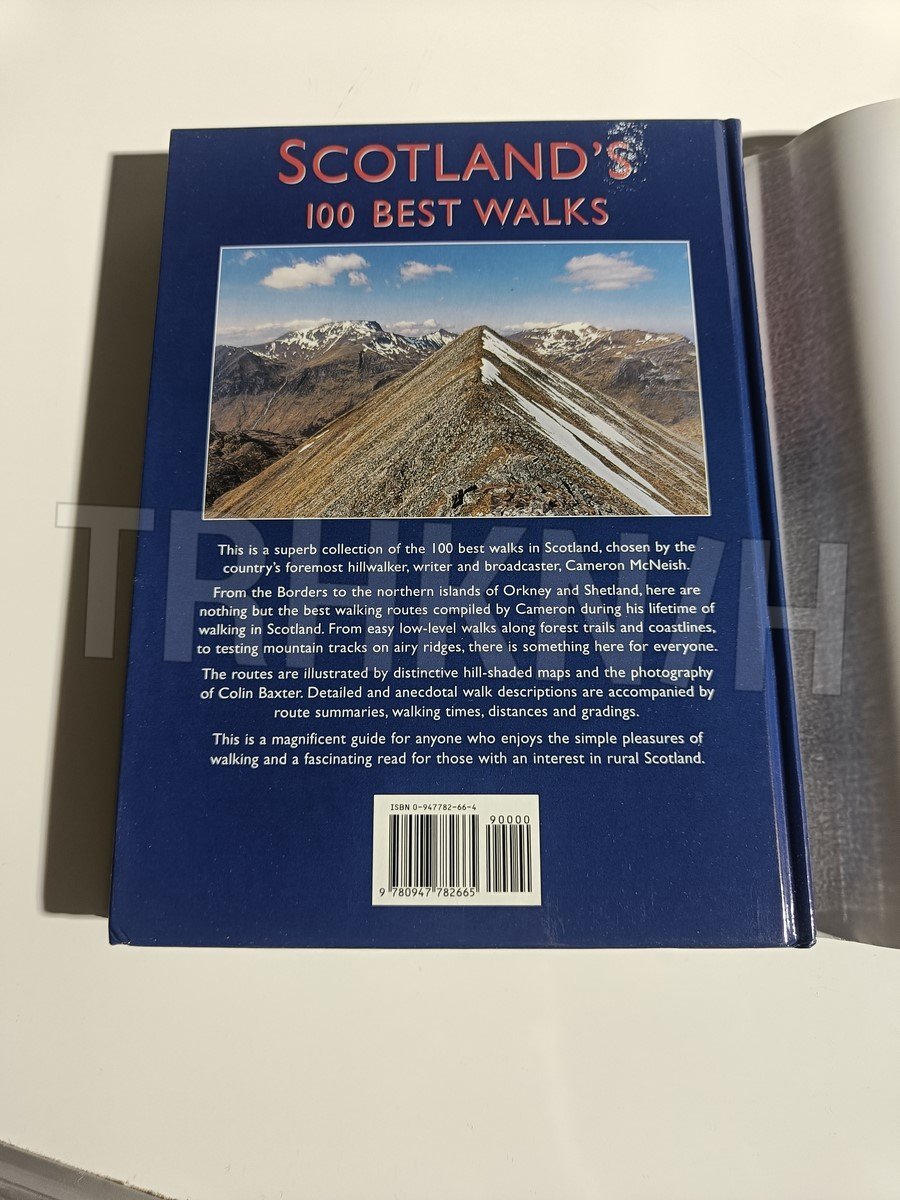 SCOTLAND'S
100 BEST WALKS
This is a superb collection of the 100 best walks in Scotland, chosen by the
country's foremost hillwalker, writer and broadcaster, Cameron McNeish.
From the Borders to the northern islands of Orkney and Shetland, here are
nothing but the best walking routes compiled by Cameron during his lifetime of
walking in Scotland. From easy low-level walks along forest trails and coastlines,
to testing mountain tracks on airy ridges, there is something here for everyone.
The routes are illustrated by distinctive hill-shaded maps and the photography
of Colin Baxter. Detailed and anecdotal walk descriptions are accompanied by
route summaries, walking times, distances and gradings.
This is a magnificent guide for anyone who enjoys the simple pleasures of
walking and a fascinating read for those with an interest in rural Scotland.
ISBN 0-947782-66-4
90000
9 780947 782665